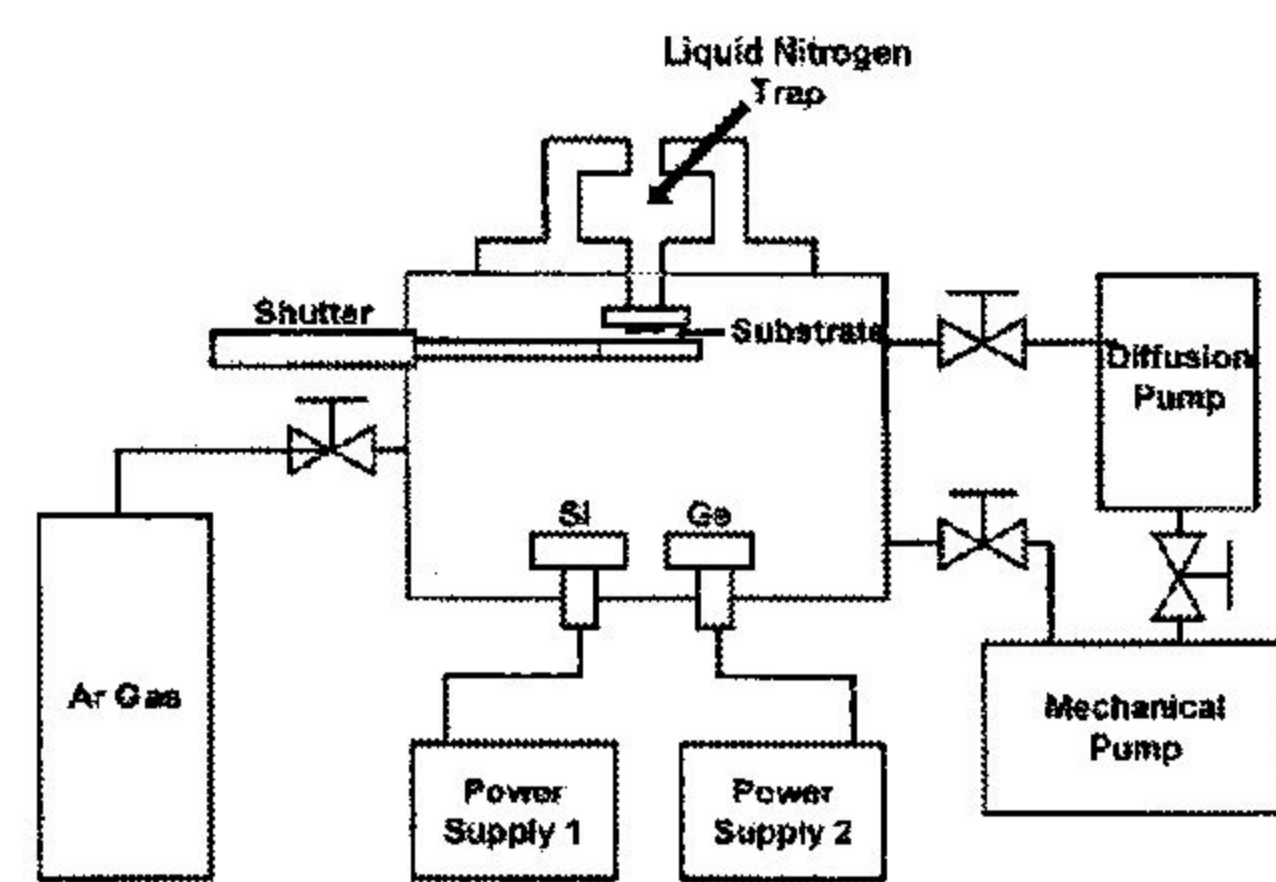 Liquid Nitrogen
Trap
Shutter
Substrate
Diffusion
Pump
Si
Ge
Ar Gas
Mechanical
Pump
Power
Supply 1
Power
Supply 2